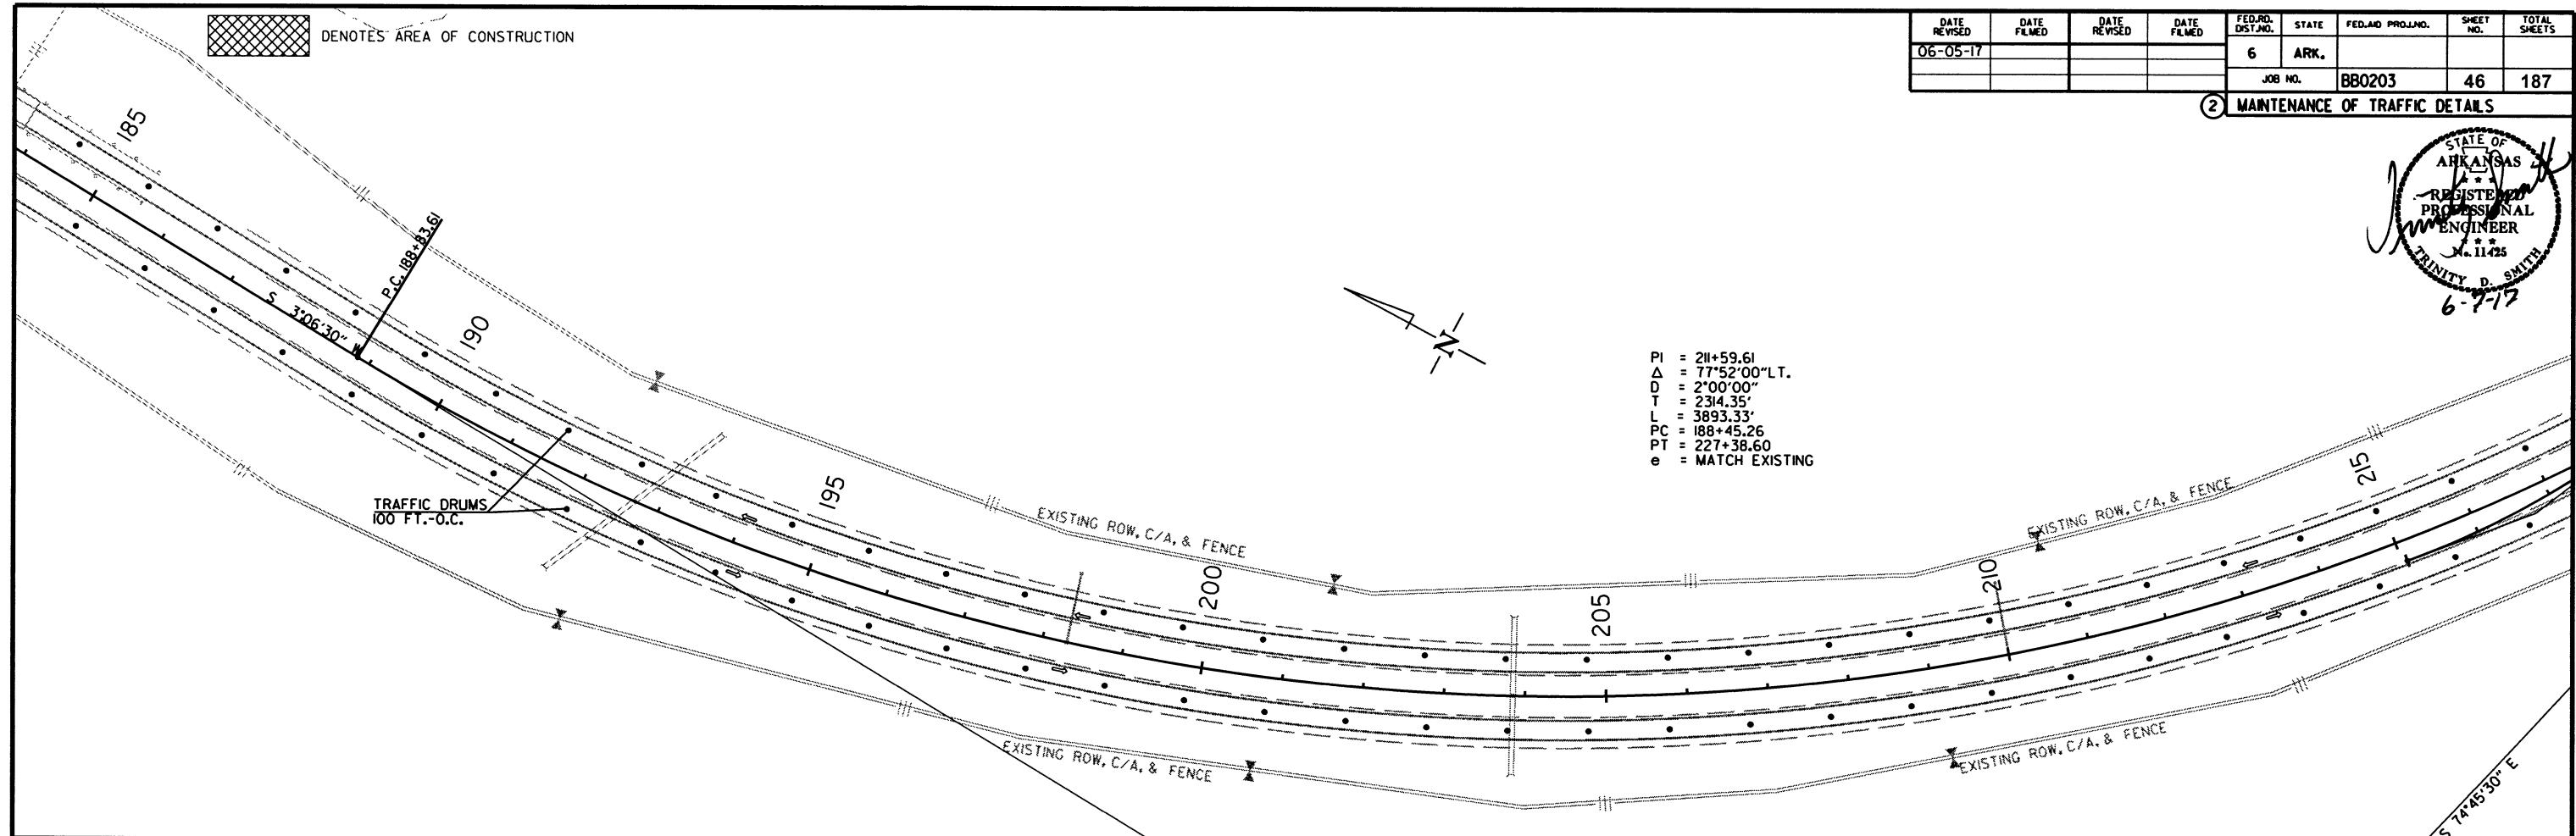 DENOTES AREA OF CONSTRUCTION
DATE REVISED
DATE FILMED
DATE REVISED
DATE FILMED
FED.RD. DIST.NO.
STATE
FED.AID PROJ.NO.
SHEET NO.
TOTAL SHEETS
06-05-17
6
ARK.
JOB NO.
BB0203
46
187
2 MAINTENANCE OF TRAFFIC DETAILS
STATE OF
ARKANSAS
★ ★ ★
REGISTERED
PROFESSIONAL
ENGINEER
★ ★ ★
No. 11425
TRINITY D. SMITH
6-7-17
185
P.C. 188+83.61
S 3°06'30" W
190
N
PI = 211+59.61
Δ = 77°52'00"LT.
D = 2°00'00"
T = 2314.35'
L = 3893.33'
PC = 188+45.26
PT = 227+38.60
e = MATCH EXISTING
TRAFFIC DRUMS
100 FT.-O.C.
195
EXISTING ROW, C/A, & FENCE
200
205
210
EXISTING ROW, C/A, & FENCE
215
EXISTING ROW, C/A, & FENCE
EXISTING ROW, C/A, & FENCE
S 74°45'30" E